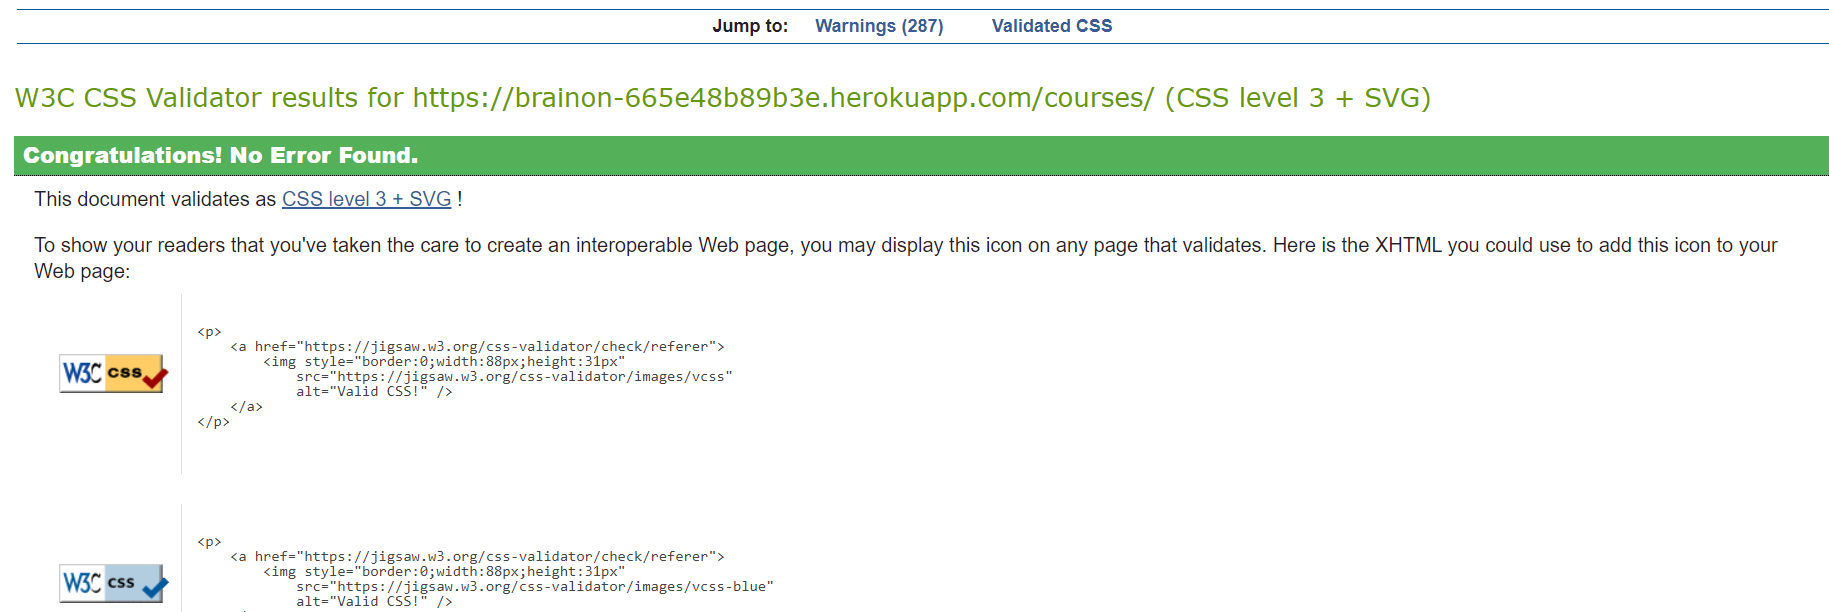 Jump to: Warnings (287) Validated CSS
W3C CSS Validator results for https://brainon-665e48b89b3e.herokuapp.com/courses/ (CSS level 3 + SVG)
Congratulations! No Error Found.
This document validates as CSS level 3 + SVG !
To show your readers that you've taken the care to create an interoperable Web page, you may display this icon on any page that validates. Here is the XHTML you could use to add this icon to your
Web page:
<p>
<a href="https://jigsaw.w3.org/css-validator/check/referer">
<img style="border:0;width:88px;height:31px"
W3C css
src="https://jigsaw.w3.org/css-validator/images/vcss"
alt="Valid CSS!" />
</a>
</p>
<p>
<a href="https://jigsaw.w3.org/css-validator/check/referer">
<img style="border:0;width:88px;height:31px"
W3C css
src="https://jigsaw.w3.org/css-validator/images/vcss-blue"
alt="Valid CSS!" />